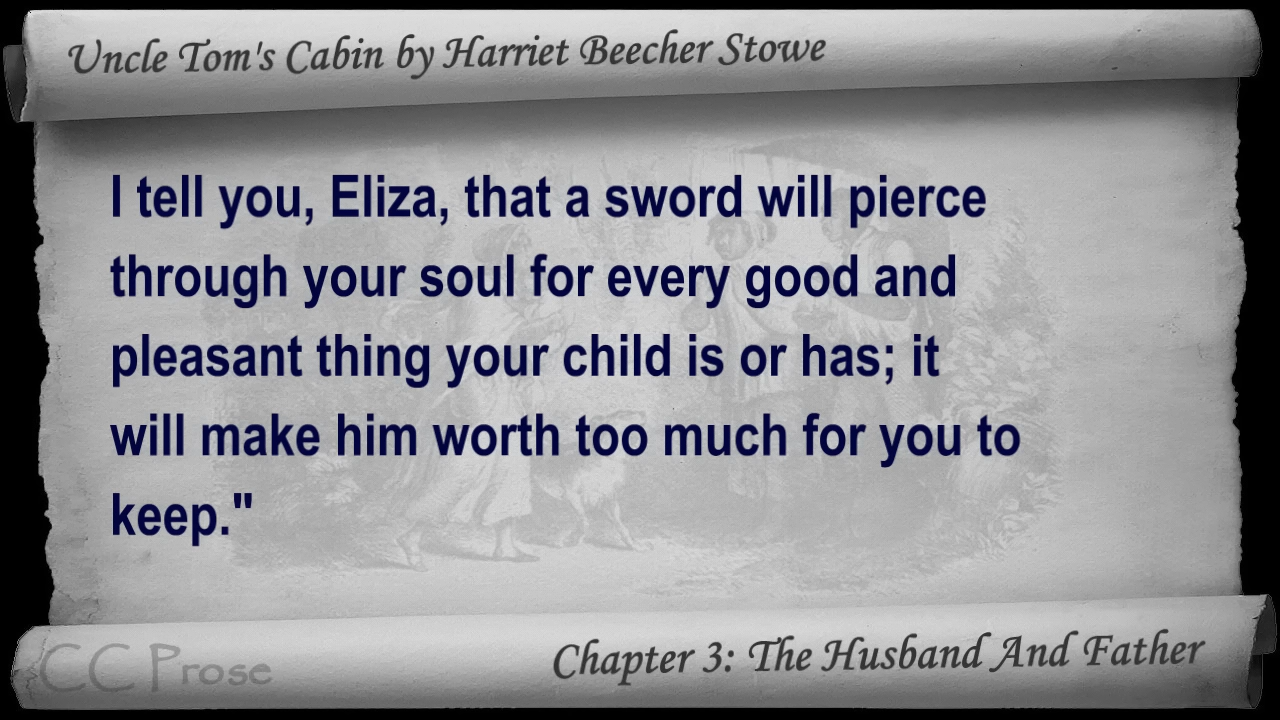 Uncle Tom's Cabin by Harriet Beecher Stowe
I tell you, Eliza, that a sword will pierce
through your soul for every good and
pleasant thing your child is or has; it
will make him worth too much for you to
keep."
CC Prose
Chapter 3: The Husband And Father